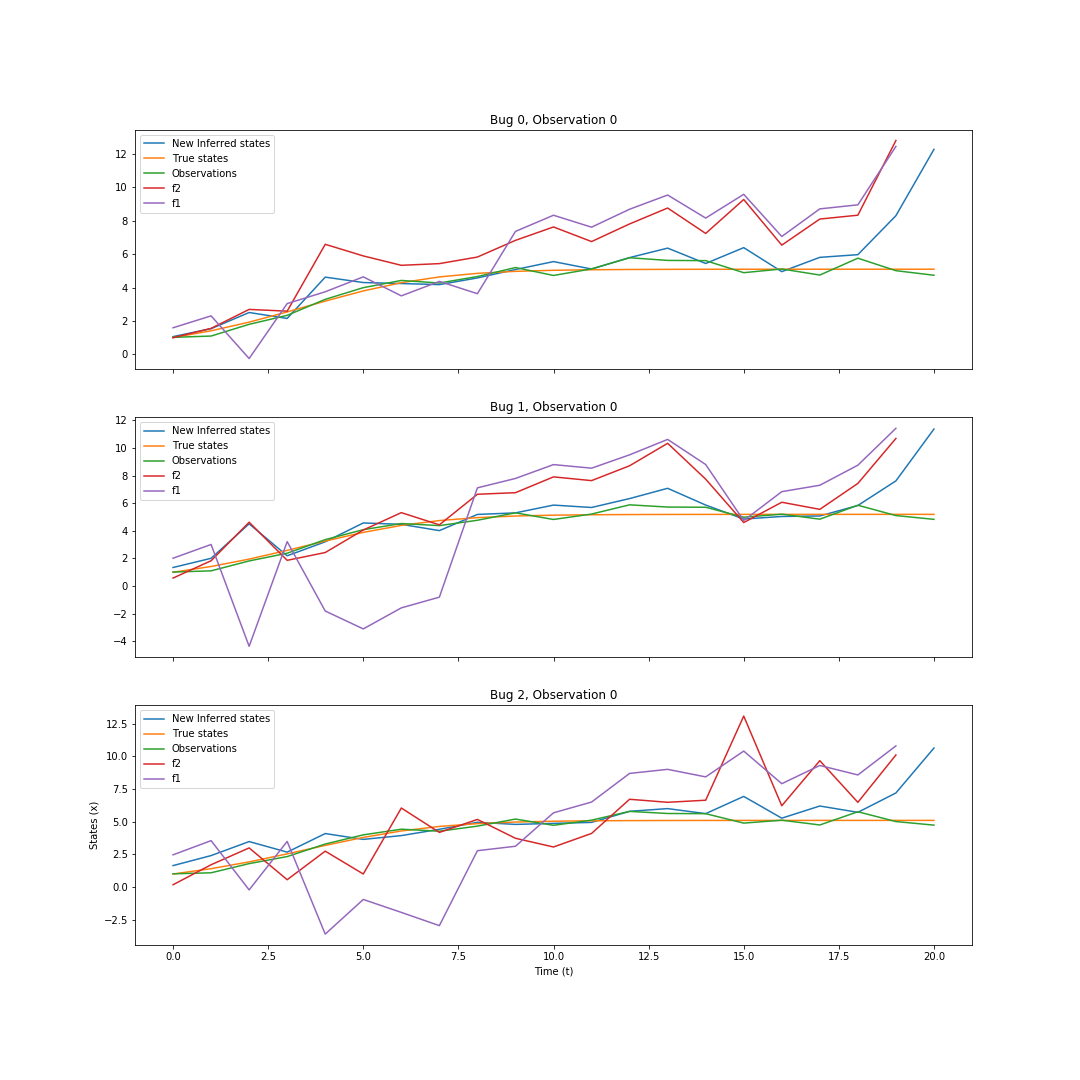 Bug 0, Observation 0
12
10
8
6
4
2
0
New Inferred states
True states
Observations
f2
f1
Bug 1, Observation 0
12
10
8
6
4
2
0
−2
−4
New Inferred states
True states
Observations
f2
f1
Bug 2, Observation 0
12.5
10.0
7.5
5.0
2.5
0.0
−2.5
New Inferred states
True states
Observations
f2
f1
States (x)
0.0 2.5 5.0 7.5 10.0 12.5 15.0 17.5 20.0
Time (t)